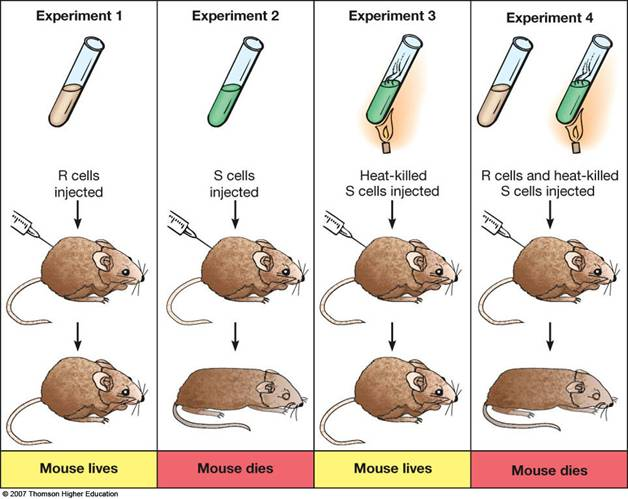 Experiment 1
Experiment 2
Experiment 3
Experiment 4
R cells
injected
S cells
injected
Heat-killed
S cells injected
R cells and heat-killed
S cells injected
Mouse lives
Mouse dies
Mouse lives
Mouse dies
© 2007 Thomson Higher Education